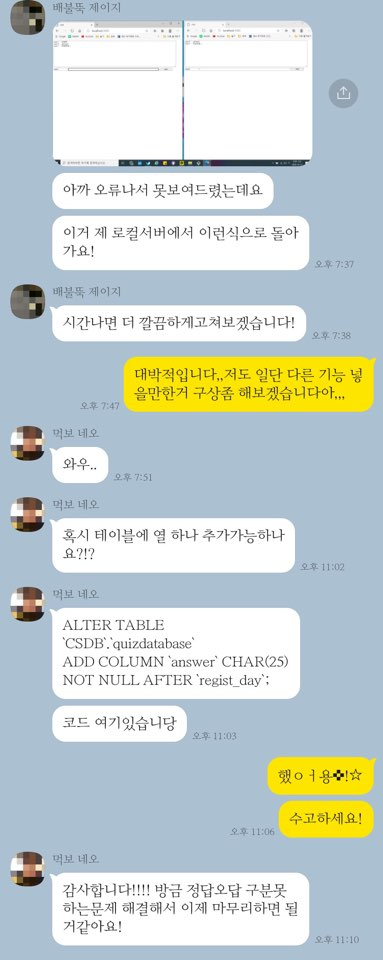 배불뚝 제이지
아까 오류나서 못보여드렸는데요
이거 제 로컬서버에서 이런식으로 돌아
가요!
오후 7:37
배불뚝 제이지
시간나면 더 깔끔하게고쳐보겠습니다!
오후 7:38
대박적입니다,,저도 일단 다른 기능 넣
을만한거 구상좀 해보겠습니다아,,,
오후 7:47
먹보 네오
와우..
오후 7:51
먹보 네오
혹시 테이블에 열 하나 추가가능하나
요?!?
오후 11:02
먹보 네오
ALTER TABLE
`CSDB`.`quizdatabase`
ADD COLUMN `answer` CHAR(25)
NOT NULL AFTER `regist_day`;
코드 여기있습니당
오후 11:03
했ㅇㅓ용✜!☆
수고하세요!
오후 11:06
먹보 네오
감사합니다!!!! 방금 정답오답 구분못
하는문제 해결해서 이제 마무리하면 될
거같아요!
오후 11:10